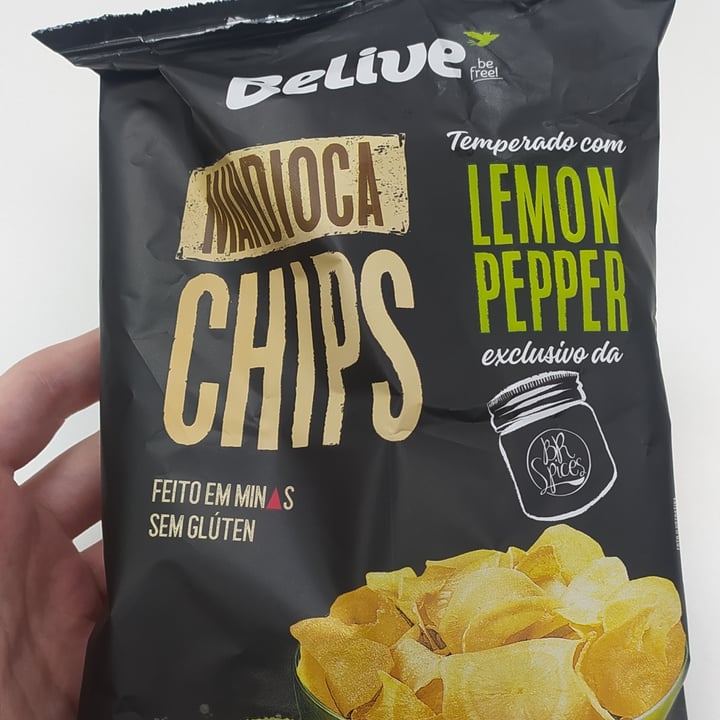 BeLive
be
free!
MANDIOCA
CHIPS
Temperado com
LEMON
PEPPER
exclusivo da
BR
Spices
FEITO EM MINAS
SEM GLÚTEN